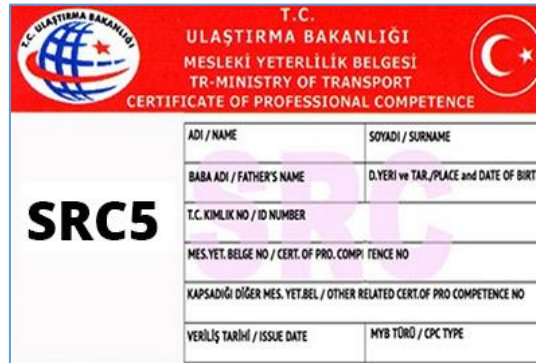 T.C. ULAŞTIRMA BAKANLIĞI
T.C.
ULAŞTIRMA BAKANLIĞI
MESLEKİ YETERLİLİK BELGESİ
TR-MINISTRY OF TRANSPORT
CERTIFICATE OF PROFESSIONAL COMPETENCE
SRC5
SRC
ADI / NAME
SOYADI / SURNAME
BABA ADI / FATHER'S NAME
D.YERİ ve TAR./PLACE and DATE OF BIRT
T.C. KIMLIK NO / ID NUMBER
MES.YET. BELGE NO / CERT. OF PRO. COMPI TENCE NO
KAPSADIĞI DİĞER MES. YET.BEL / OTHER RELATED CERT.OF PRO COMPETENCE NO
VERİLİŞ TARİHİ / ISSUE DATE
MYB TÜRÜ / CPC TYPE